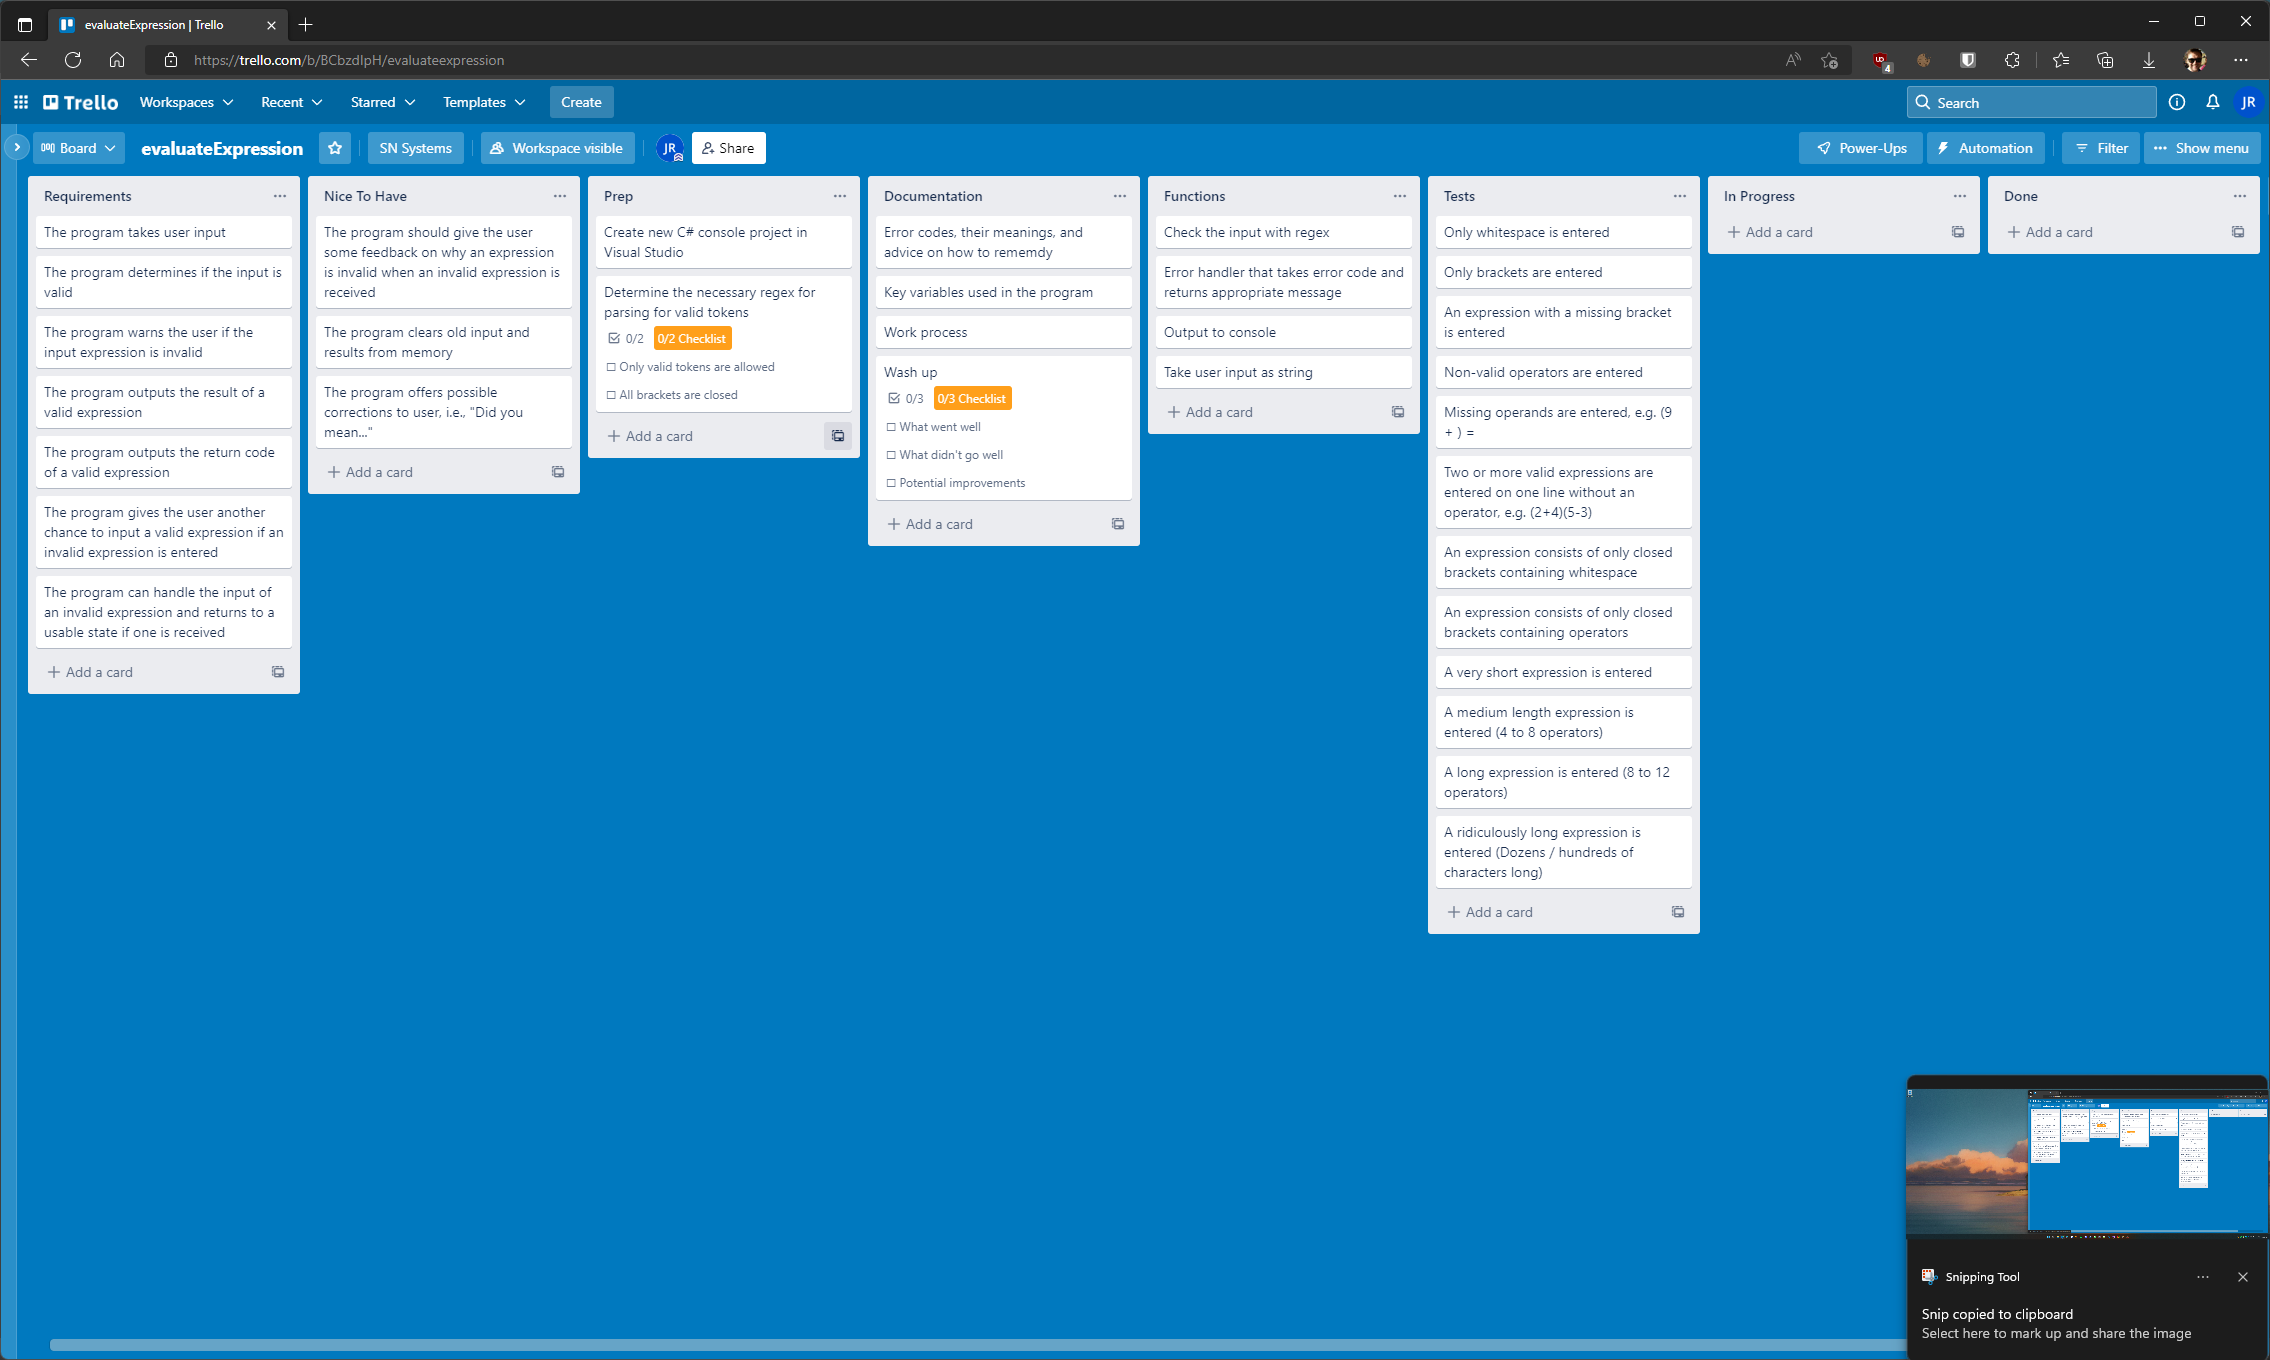 evaluateExpression | Trello
https://trello.com/b/BCbzdIpH/evaluateexpression
4
Trello
Workspaces
Recent
Starred
Templates
Create
Search
JR
Board
evaluateExpression
SN Systems
Workspace visible
JR
Share
Power-Ups
Automation
Filter
Show menu
Requirements
The program takes user input
The program determines if the input is
valid
The program warns the user if the
input expression is invalid
The program outputs the result of a
valid expression
The program outputs the return code
of a valid expression
The program gives the user another
chance to input a valid expression if an
invalid expression is entered
The program can handle the input of
an invalid expression and returns to a
usable state if one is received
Add a card
Nice To Have
The program should give the user
some feedback on why an expression
is invalid when an invalid expression is
received
The program clears old input and
results from memory
The program offers possible
corrections to user, i.e., "Did you
mean..."
Add a card
Prep
Create new C# console project in
Visual Studio
Determine the necessary regex for
parsing for valid tokens
0/2 0/2 Checklist
Only valid tokens are allowed
All brackets are closed
Add a card
Documentation
Error codes, their meanings, and
advice on how to rememdy
Key variables used in the program
Work process
Wash up
0/3 0/3 Checklist
What went well
What didn't go well
Potential improvements
Add a card
Functions
Check the input with regex
Error handler that takes error code and
returns appropriate message
Output to console
Take user input as string
Add a card
Tests
Only whitespace is entered
Only brackets are entered
An expression with a missing bracket
is entered
Non-valid operators are entered
Missing operands are entered, e.g. (9
+ ) =
Two or more valid expressions are
entered on one line without an
operator, e.g. (2+4)(5-3)
An expression consists of only closed
brackets containing whitespace
An expression consists of only closed
brackets containing operators
A very short expression is entered
A medium length expression is
entered (4 to 8 operators)
A long expression is entered (8 to 12
operators)
A ridiculously long expression is
entered (Dozens / hundreds of
characters long)
Add a card
In Progress
Add a card
Done
Add a card
Snipping Tool
Snip copied to clipboard
Select here to mark up and share the image